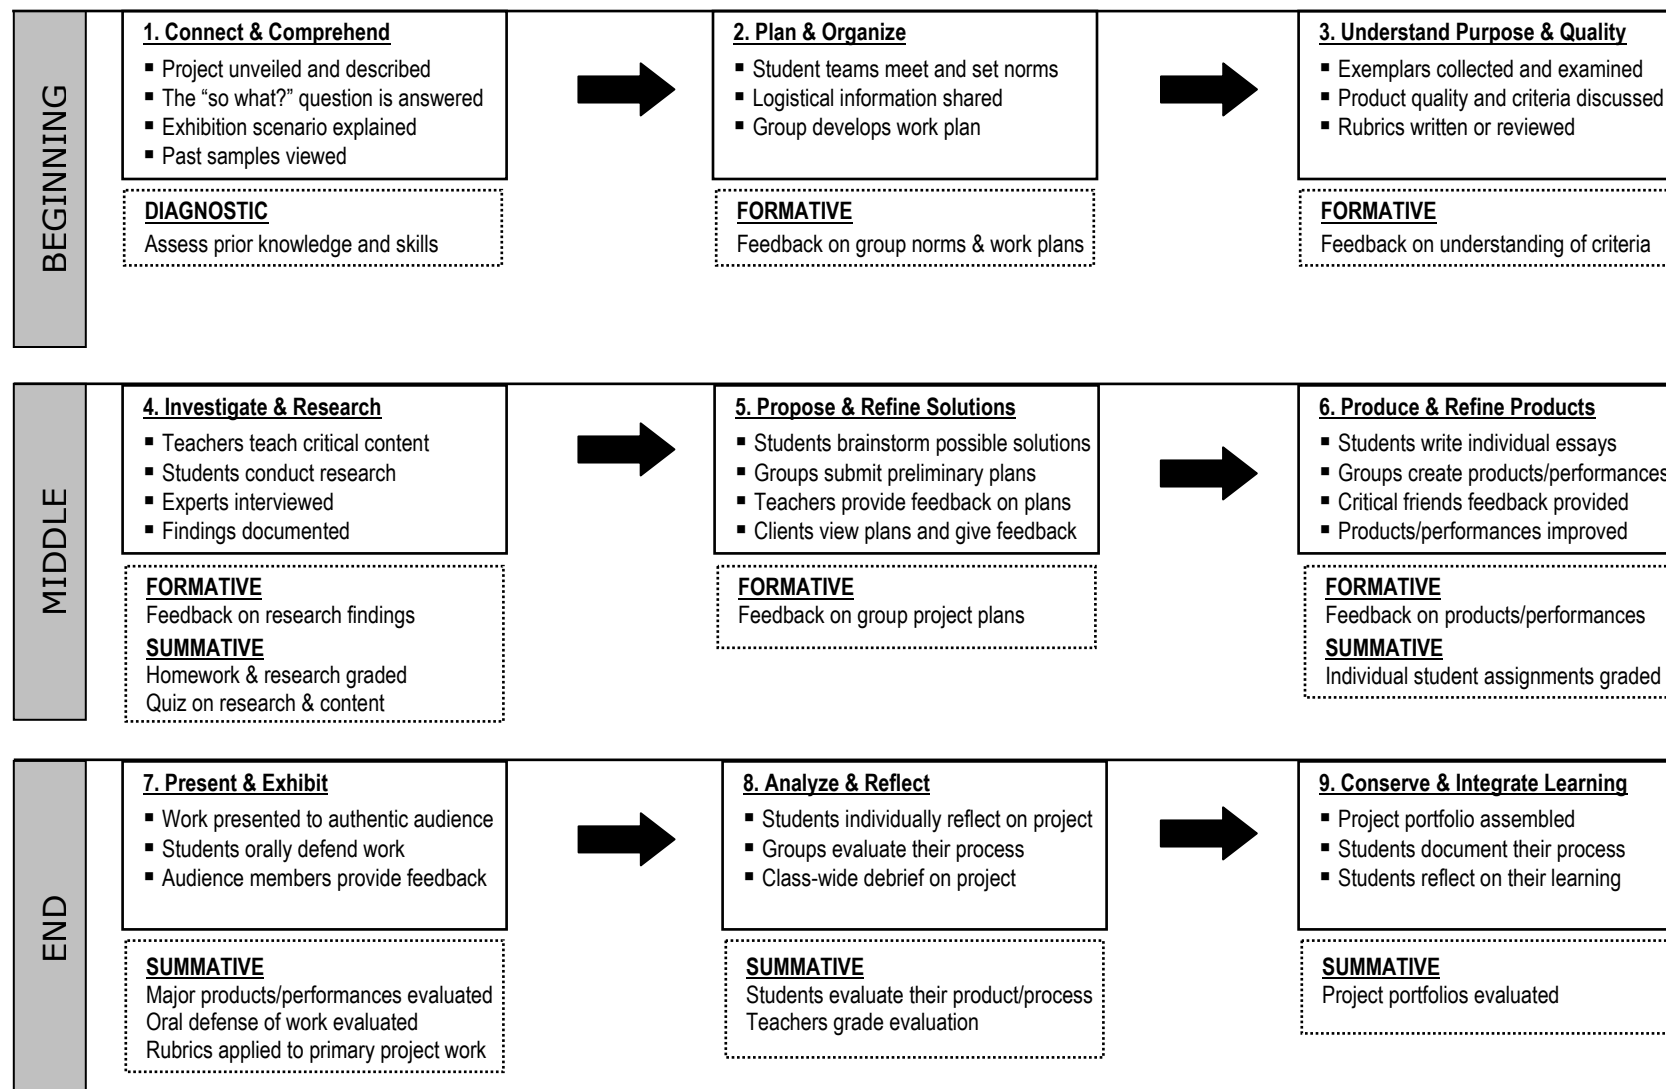 BEGINNING
1. Connect & Comprehend
▪ Project unveiled and described
▪ The “so what?” question is answered
▪ Exhibition scenario explained
▪ Past samples viewed
DIAGNOSTIC
Assess prior knowledge and skills
2. Plan & Organize
▪ Student teams meet and set norms
▪ Logistical information shared
▪ Group develops work plan
FORMATIVE
Feedback on group norms & work plans
3. Understand Purpose & Quality
▪ Exemplars collected and examined
▪ Product quality and criteria discussed
▪ Rubrics written or reviewed
FORMATIVE
Feedback on understanding of criteria
MIDDLE
4. Investigate & Research
▪ Teachers teach critical content
▪ Students conduct research
▪ Experts interviewed
▪ Findings documented
FORMATIVE
Feedback on research findings
SUMMATIVE
Homework & research graded
Quiz on research & content
5. Propose & Refine Solutions
▪ Students brainstorm possible solutions
▪ Groups submit preliminary plans
▪ Teachers provide feedback on plans
▪ Clients view plans and give feedback
FORMATIVE
Feedback on group project plans
6. Produce & Refine Products
▪ Students write individual essays
▪ Groups create products/performances
▪ Critical friends feedback provided
▪ Products/performances improved
FORMATIVE
Feedback on products/performances
SUMMATIVE
Individual student assignments graded
END
7. Present & Exhibit
▪ Work presented to authentic audience
▪ Students orally defend work
▪ Audience members provide feedback
SUMMATIVE
Major products/performances evaluated
Oral defense of work evaluated
Rubrics applied to primary project work
8. Analyze & Reflect
▪ Students individually reflect on project
▪ Groups evaluate their process
▪ Class-wide debrief on project
SUMMATIVE
Students evaluate their product/process
Teachers grade evaluation
9. Conserve & Integrate Learning
▪ Project portfolio assembled
▪ Students document their process
▪ Students reflect on their learning
SUMMATIVE
Project portfolios evaluated